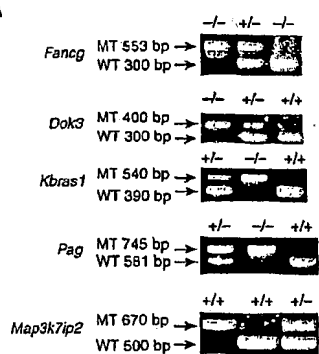 −/− +/− −/−
Fancg MT 553 bp →
WT 300 bp →
−/− +/− +/+
Dok3 MT 400 bp →
WT 300 bp →
+/− −/− +/+
Kbras1 MT 540 bp →
WT 390 bp →
+/− −/− +/+
Pag MT 745 bp →
WT 581 bp →
+/+ +/+ +/−
Map3k7ip2 MT 670 bp →
WT 500 bp →